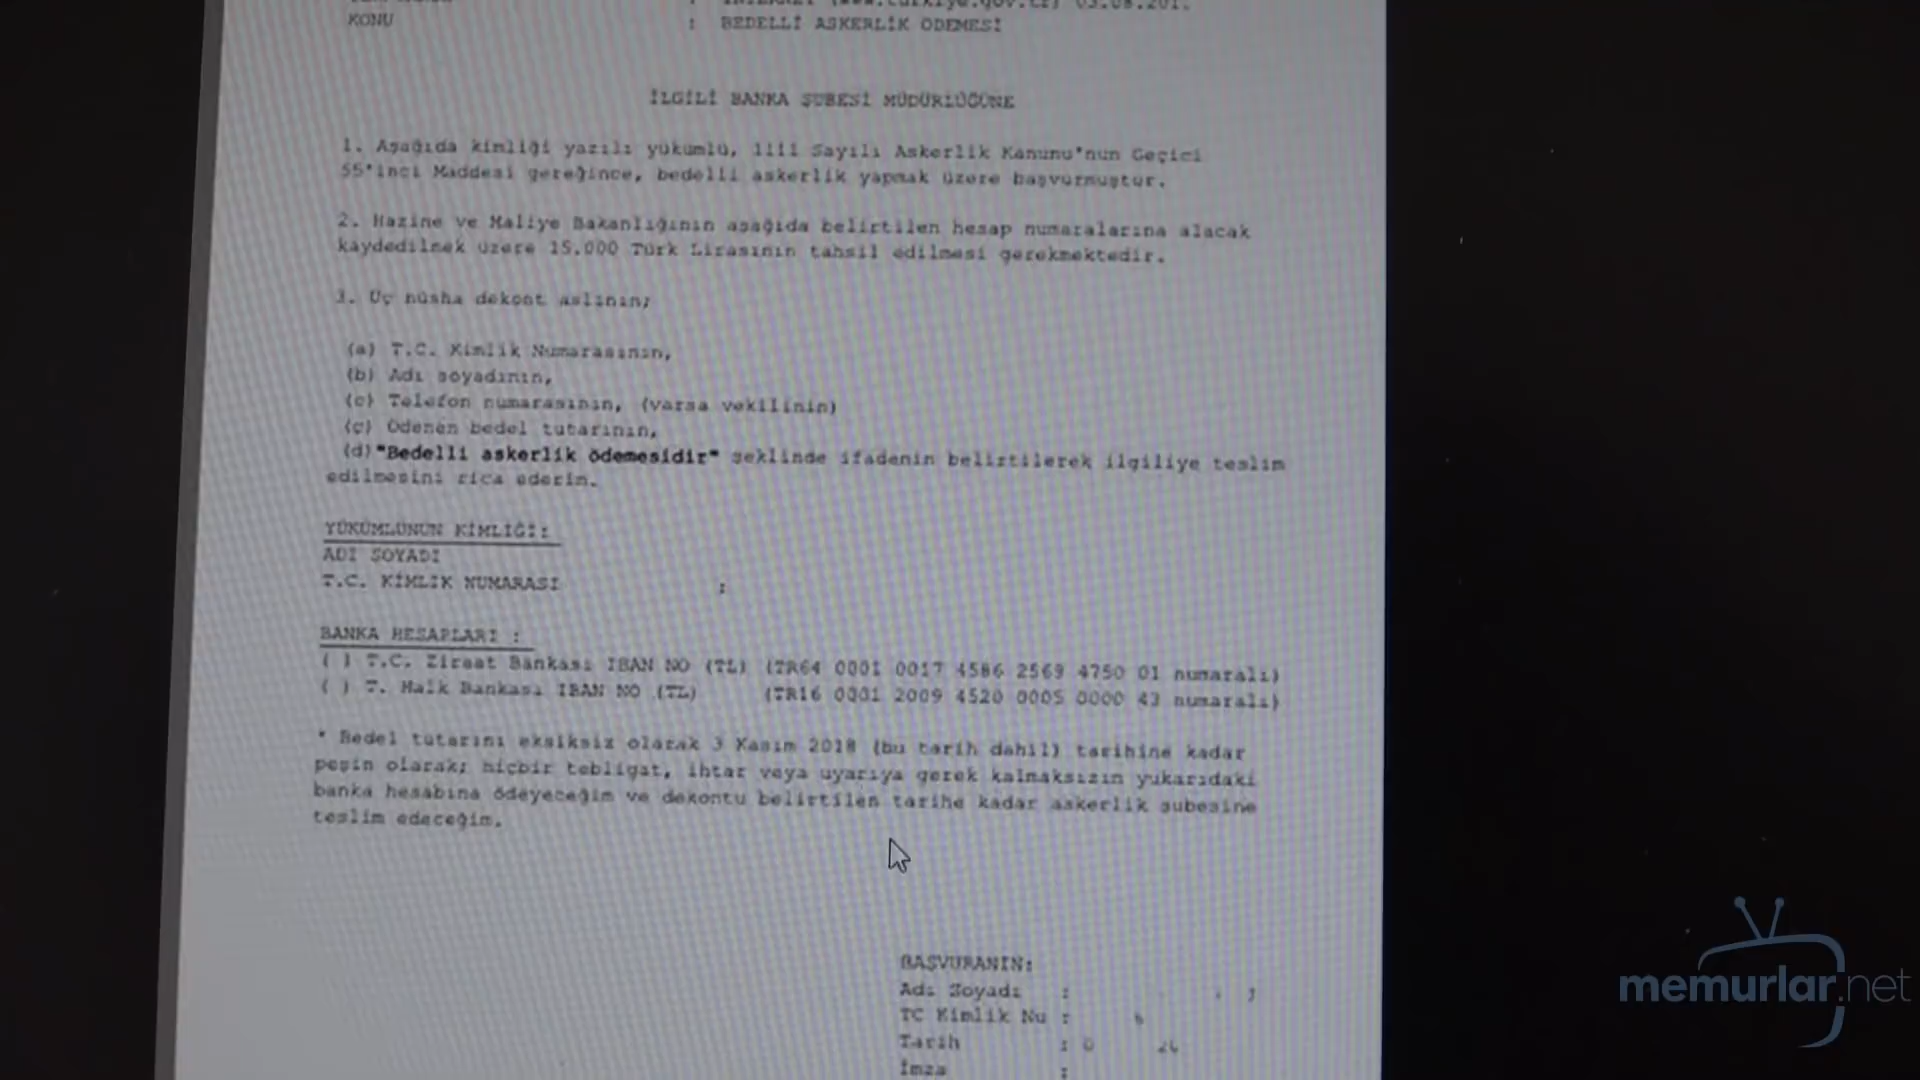 KONU : BEDELLİ ASKERLİK ÖDEMESİ
İLGİLİ BANKA ŞUBESİ MÜDÜRLÜĞÜNE
1. Aşağıda kimliği yazılı yükümlü, 1111 Sayılı Askerlik Kanunu'nun Geçici
55'inci Maddesi gereğince, bedelli askerlik yapmak üzere başvurmuştur.
2. Hazine ve Maliye Bakanlığının aşağıda belirtilen hesap numaralarına alacak
kaydedilmek üzere 15.000 Türk Lirasının tahsil edilmesi gerekmektedir.
3. Üç nüsha dekont aslının;
(a) T.C. Kimlik Numarasının,
(b) Adı soyadının,
(c) Telefon numarasının, (varsa vekilinin)
(ç) Ödenen bedel tutarının,
(d) "Bedelli askerlik ödemesidir" şeklinde ifadenin belirtilerek ilgiliye teslim
edilmesini rica ederin.
YÜKÜMLÜNÜN KİMLİĞİ:
ADI SOYADI
T.C. KİMLİK NUMARASI :
BANKA HESAPLARI :
( ) T.C. Ziraat Bankası IBAN NO (TL) (TR64 0001 0017 4586 2569 4750 01 numaralı)
( ) T. Halk Bankası IBAN NO (TL) (TR16 0001 2009 4520 0005 0000 43 numaralı)
* Bedel tutarını eksiksiz olarak 3 Kasım 2018 (bu tarih dahil) tarihine kadar
peşin olarak; hiçbir tebligat, ihtar veya uyarıya gerek kalmaksızın yukarıdaki
banka hesabına ödeyeceğim ve dekontu belirtilen tarihe kadar askerlik şubesine
teslim edeceğim.
BAŞVURANIN:
Adı Soyadı :
TC Kimlik Nu :
Tarih :
İmza :
memurlar.net